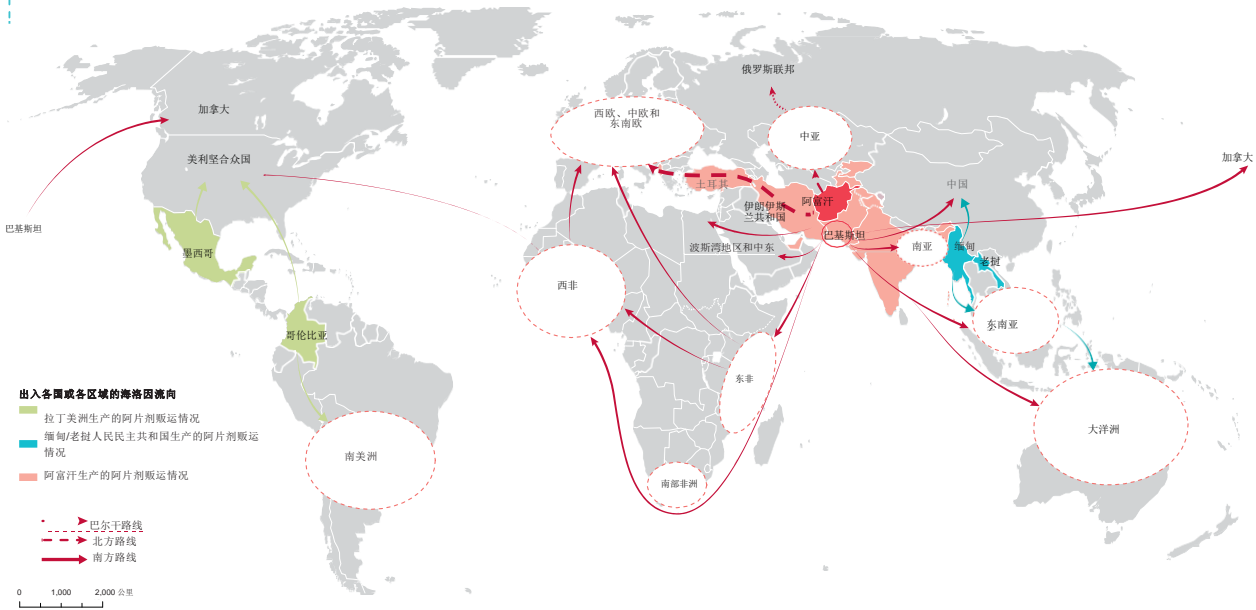 俄罗斯联邦
加拿大
西欧、中欧和
东南欧
中亚
美利坚合众国
加拿大
土耳其
中国
阿富汗
伊朗伊斯
兰共和国
巴基斯坦
巴基斯坦
波斯湾地区和中东
南亚
缅甸
墨西哥
老挝
西非
东南亚
哥伦比亚
东非
出入各国或各区域的海洛因流向
拉丁美洲生产的阿片剂贩运情况
缅甸/老挝人民民主共和国生产的阿片剂贩运
情况
阿富汗生产的阿片剂贩运情况
大洋洲
南美洲
南部非洲
巴尔干路线
北方路线
南方路线
0 1,000 2,000 公里